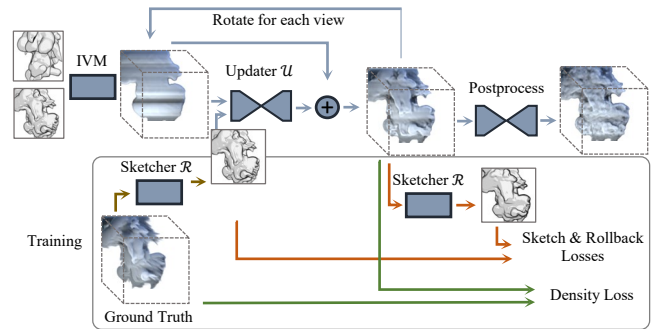 Rotate for each view
IVM
Updater 𝒰
Postprocess
Sketcher ℛ
Sketcher ℛ
Training
Sketch & Rollback
Losses
Density Loss
Ground Truth